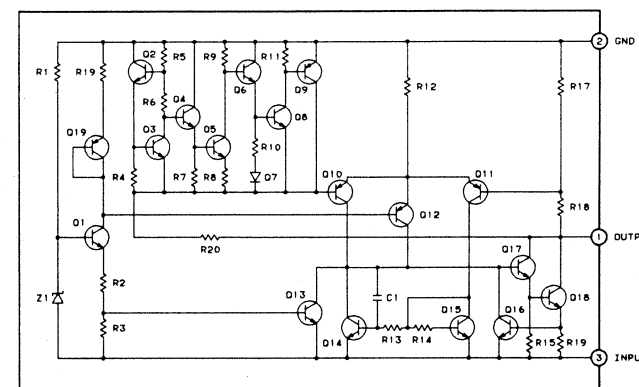 2 GND
R1
R19
Q2
R5
R9
R11
Q6
Q9
R12
R17
R6
Q4
Q8
Q19
Q3
Q5
R10
R4
R7
R8
Q7
Q10
Q11
R18
Q1
Q12
1 OUTP
R20
Q17
R2
Z1
Q13
C1
Q18
R3
Q14
R13
R14
Q15
Q16
R15
R19
3 INPU